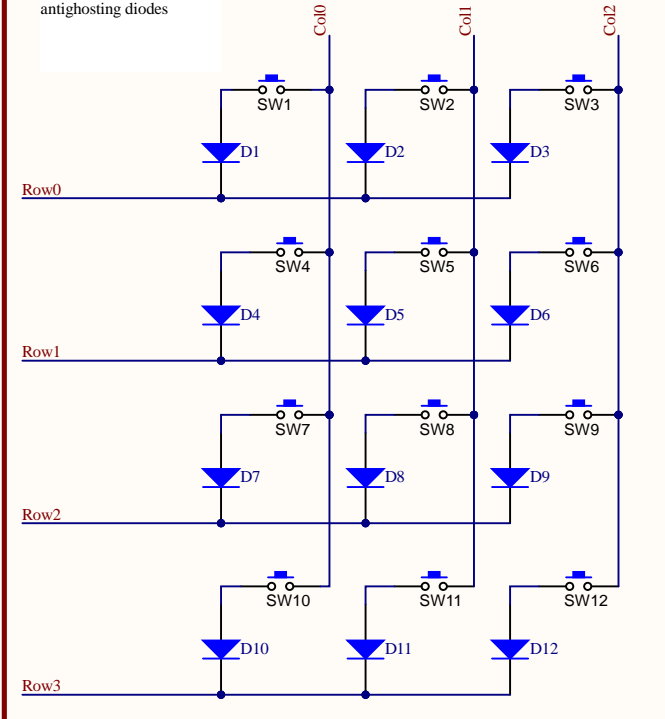 antighosting diodes
Col0 Col1 Col2
SW1 SW2 SW3
D1 D2 D3
Row0
SW4 SW5 SW6
D4 D5 D6
Row1
SW7 SW8 SW9
D7 D8 D9
Row2
SW10 SW11 SW12
D10 D11 D12
Row3